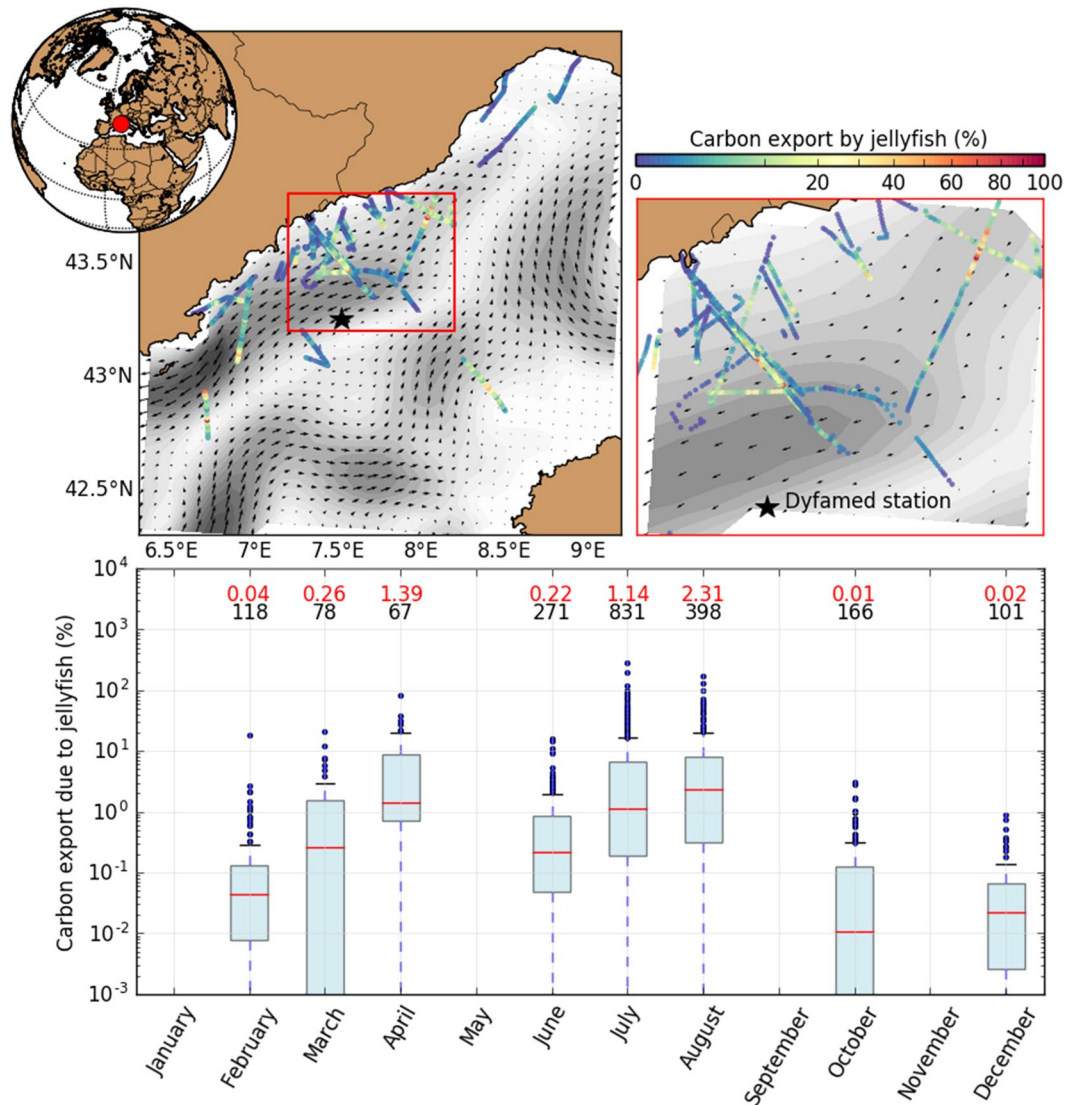 Carbon export by jellyfish (%)
0 20 40 60 80 100
43.5°N
43°N
42.5°N
6.5°E 7°E 7.5°E 8°E 8.5°E 9°E
Dyfamed station
Carbon export due to jellyfish (%)
10^4
10^3
10^2
10^1
10^0
10^-1
10^-2
10^-3
0.04 0.26 1.39 0.22 1.14 2.31 0.01 0.02
118 78 67 271 831 398 166 101
January February March April May June July August September October November December